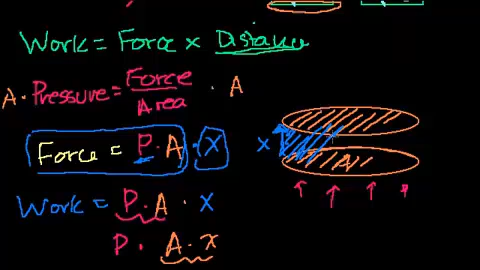 Work = Force × Distance
A · Pressure = Force / Area · A
Force = P · A · X
Work = P · A · X
P · A · X
X
A